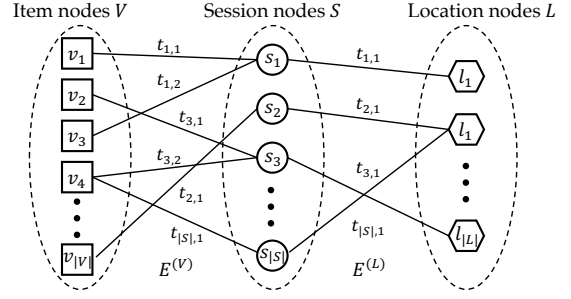 Item nodes V Session nodes S Location nodes L
v₁ t₁,₁ s₁ t₁,₁ l₁
t₁,₂
v₂ s₂ t₂,₁ l₁
t₃,₁
v₃
t₃,₂ s₃ t₃,₁
v₄
t₂,₁
t|S|,₁ t|S|,₁ l|L|
v|V| E⁽ⱽ⁾ s|S| E⁽ᴸ⁾